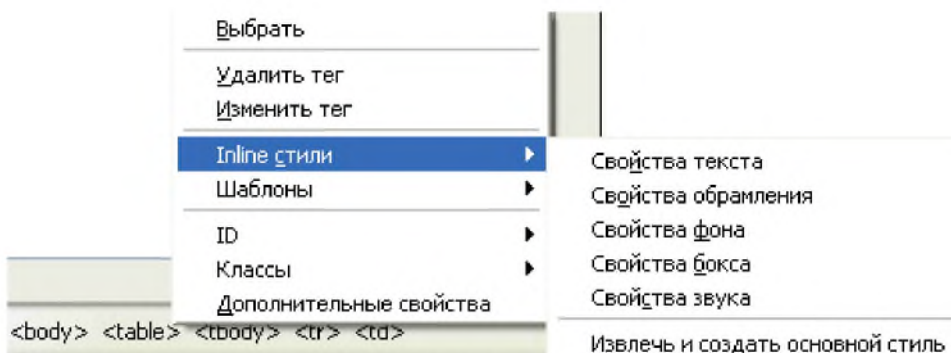 Выбрать
Удалить тег
Изменить тег
Inline стили
Шаблоны
ID
Классы
Дополнительные свойства
Свойства текста
Свойства обрамления
Свойства фона
Свойства бокса
Свойства звука
Извлечь и создать основной стиль
<body> <table> <tbody> <tr> <td>